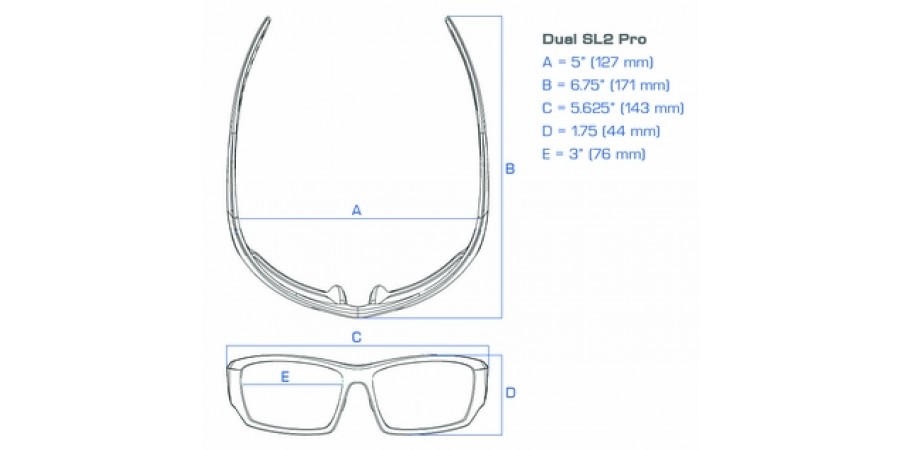 Dual SL2 Pro
A = 5" (127 mm)
B = 6.75" (171 mm)
C = 5.625" (143 mm)
D = 1.75 (44 mm)
E = 3" (76 mm)
B
A
C
E
D